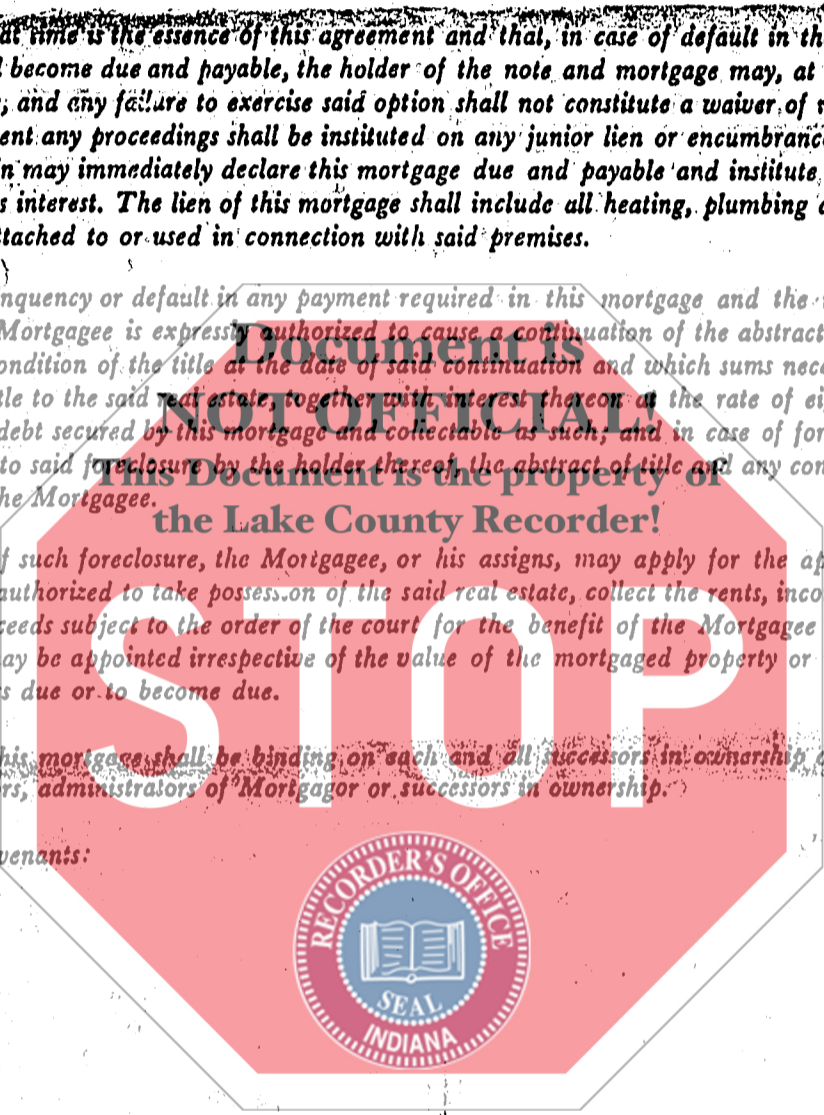 at time is the essence of this agreement and that, in case of default in th
become due and payable, the holder of the note and mortgage may, at
; and any failure to exercise said option shall not constitute a waiver of
ent any proceedings shall be instituted on any junior lien or encumbranc
n may immediately declare this mortgage due and payable and institute
s interest. The lien of this mortgage shall include all heating, plumbing
ttached to or used in connection with said premises.
nquency or default in any payment required in this mortgage and the
Mortgagee is expressly authorized to cause a continuation of the abstract
ondition of the title at the date of said continuation and which sums nec
tle to the said real estate, together with interest thereon at the rate of ei
debt secured by this mortgage and collectable as such; and in case of for
to said foreclosure by the holder thereof, the abstract of title and any con
he Mortgagee.
Document is
NOT OFFICIAL!
This Document is the property of
the Lake County Recorder!
f such foreclosure, the Mortgagee, or his assigns, may apply for the ap
authorized to take possession of the said real estate, collect the rents, inco
ceeds subject to the order of the court for the benefit of the Mortgagee
ay be appointed irrespective of the value of the mortgaged property or
s due or to become due.
STOP
his mortgage shall be binding on each and all successors in ownership
rs, administrators of Mortgagor or successors in ownership.
venants:
RECORDER'S OFFICE
SEAL
INDIANA